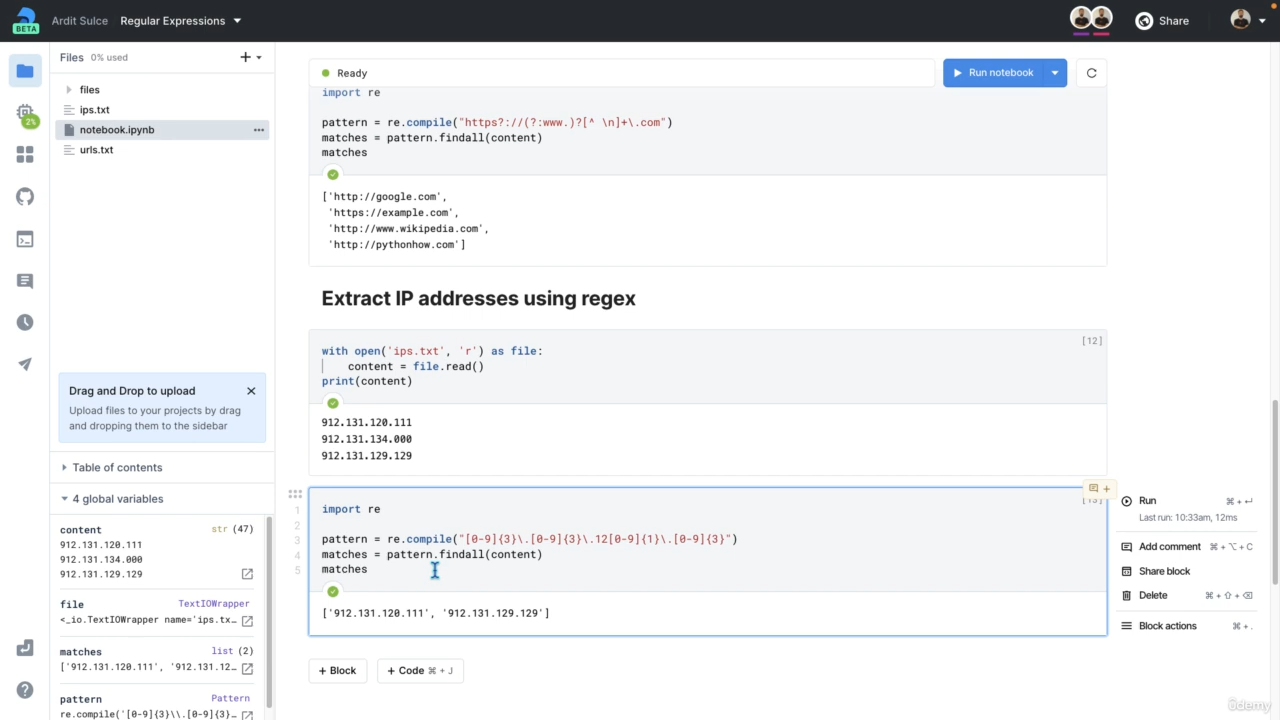 BETA
Ardit Sulce
Regular Expressions
Share
Files 0% used
files
ips.txt
notebook.ipynb
urls.txt
2%
Drag and Drop to upload
Upload files to your projects by drag
and dropping them to the sidebar
Table of contents
4 global variables
content str (47)
912.131.120.111
912.131.134.000
912.131.129.129
file TextIOWrapper
<_io.TextIOWrapper name='ips.tx…
matches list (2)
['912.131.120.111', '912.131.12…
pattern Pattern
re.compile('[0-9]{3}\\.[0-9]{3}…
Ready
Run notebook
import re
pattern = re.compile("https?://(?:www.)?[^ \n]+\.com")
matches = pattern.findall(content)
matches
['http://google.com',
'https://example.com',
'http://www.wikipedia.com',
'http://pythonhow.com']
Extract IP addresses using regex
[12]
with open('ips.txt', 'r') as file:
    content = file.read()
print(content)
912.131.120.111
912.131.134.000
912.131.129.129
[13]
1 import re
2
3 pattern = re.compile("[0-9]{3}\.[0-9]{3}\.12[0-9]{1}\.[0-9]{3}")
4 matches = pattern.findall(content)
5 matches
['912.131.120.111', '912.131.129.129']
+ Block
+ Code ⌘ + J
Run ⌘ + ↵
Last run: 10:33am, 12ms
Add comment ⌘ + ⌥ + C
Share block
Delete ⌘ + ⇧ + ⌫
Block actions ⌘ + .
ûdemy